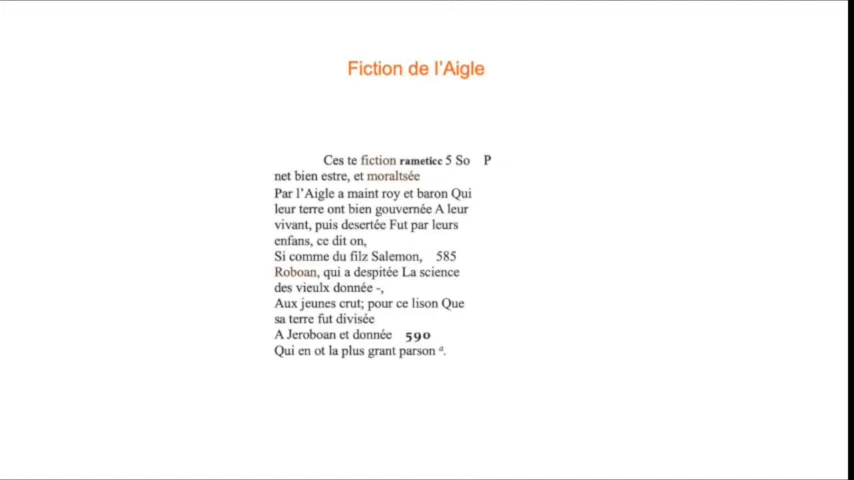 Fiction de l'Aigle
Ces te fiction rameticc 5 So P
net bien estre, et moraltsée
Par l'Aigle a maint roy et baron Qui
leur terre ont bien gouvernée A leur
vivant, puis desertée Fut par leurs
enfans, ce dit on,
Si comme du filz Salemon, 585
Roboan, qui a despitée La science
des vieulx donnée -,
Aux jeunes crut; pour ce lison Que
sa terre fut divisée
A Jeroboan et donnée 590
Qui en ot la plus grant parson a.